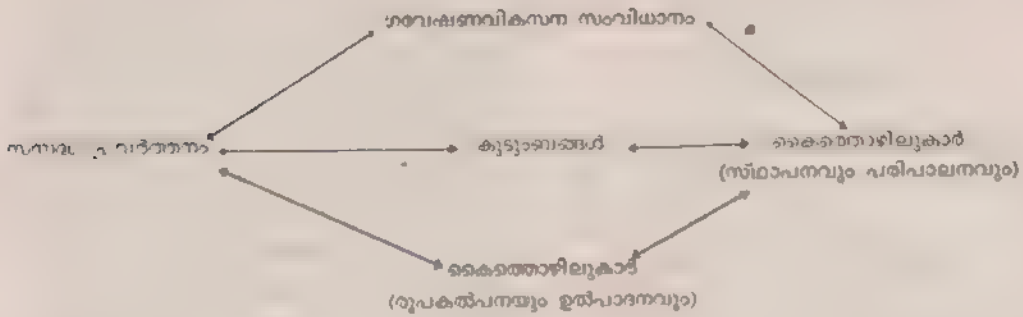 ഗവേഷണവികസന സംവിധാനം
കുടുംബങ്ങൾ
കൈത്തൊഴിലുകാർ
(സ്ഥാപനവും പരിപാലനവും)
കൈത്തൊഴിലുകാർ
(രൂപകൽപനയും ഉൽപാദനവും)